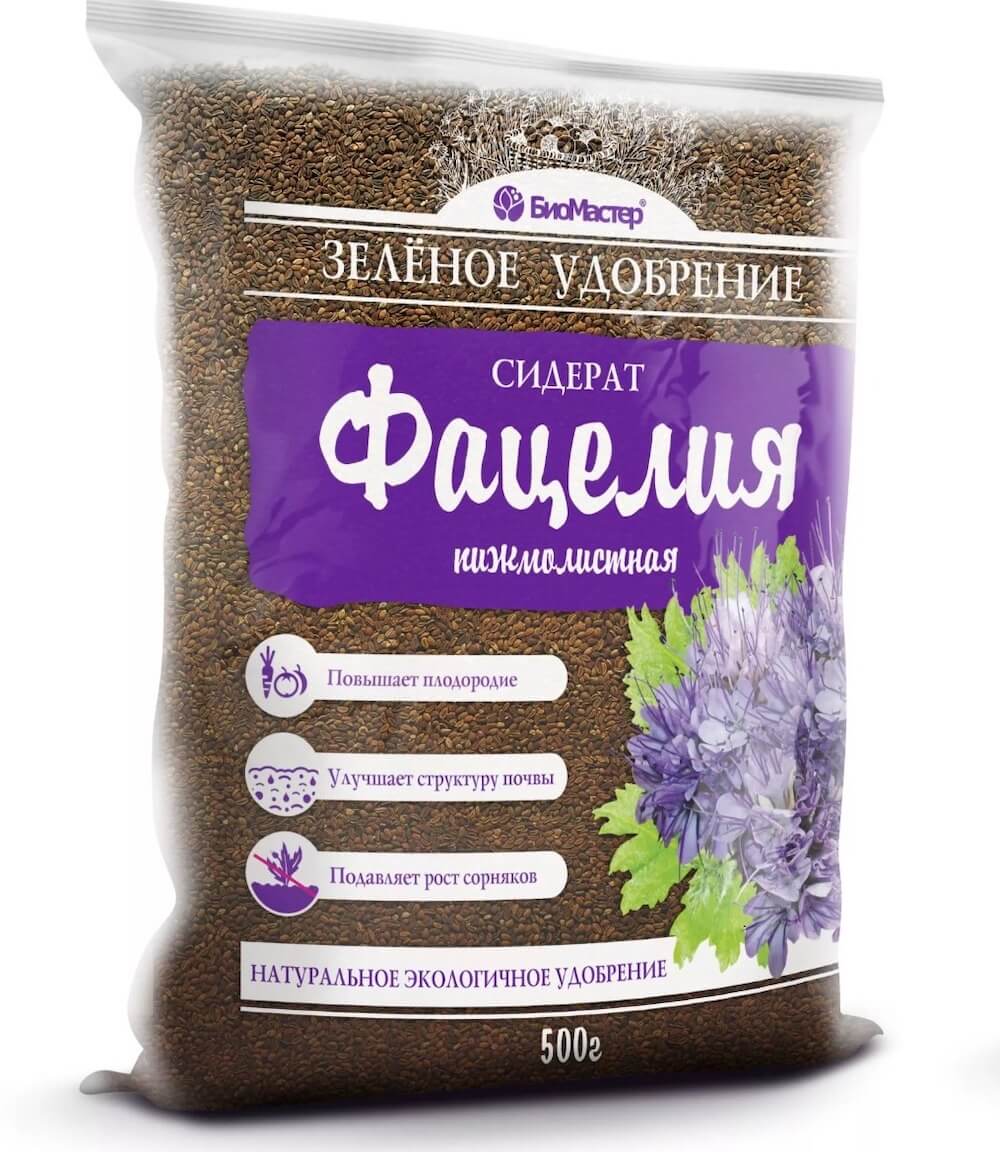 БиоМастер®
ЗЕЛЁНОЕ УДОБРЕНИЕ
СИДЕРАТ
Фацелия
пижмолистная
Повышает плодородие
Улучшает структуру почвы
Подавляет рост сорняков
НАТУРАЛЬНОЕ ЭКОЛОГИЧНОЕ УДОБРЕНИЕ
500г